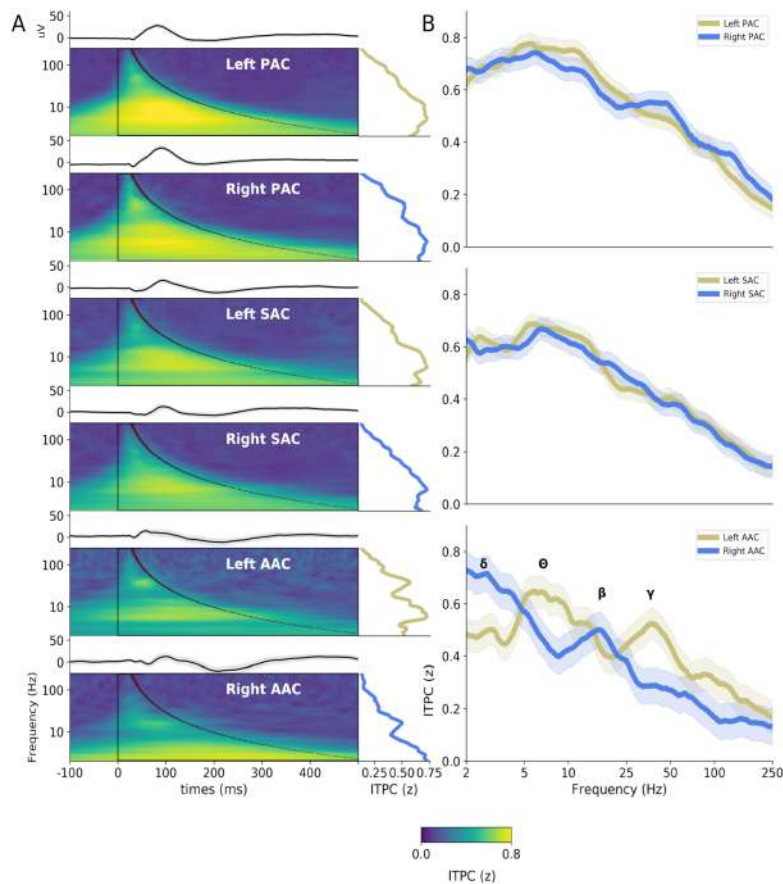 A
50
0
uV
100
10
Left PAC
50
0
100
10
Right PAC
50
0
100
10
Left SAC
50
0
100
10
Right SAC
50
0
100
10
Left AAC
50
0
100
10
Right AAC
Frequency (Hz)
-100 0 100 200 300 400
times (ms)
0.25 0.50 0.75
ITPC (z)
B
0.8
0.6
0.4
0.2
0.0
Left PAC
Right PAC
0.8
0.6
0.4
0.2
0.0
Left SAC
Right SAC
0.8
0.6
0.4
0.2
0.0
ITPC (z)
δ Θ β γ
Left AAC
Right AAC
2 5 10 25 50 100 250
Frequency (Hz)
0.0 0.8
ITPC (z)